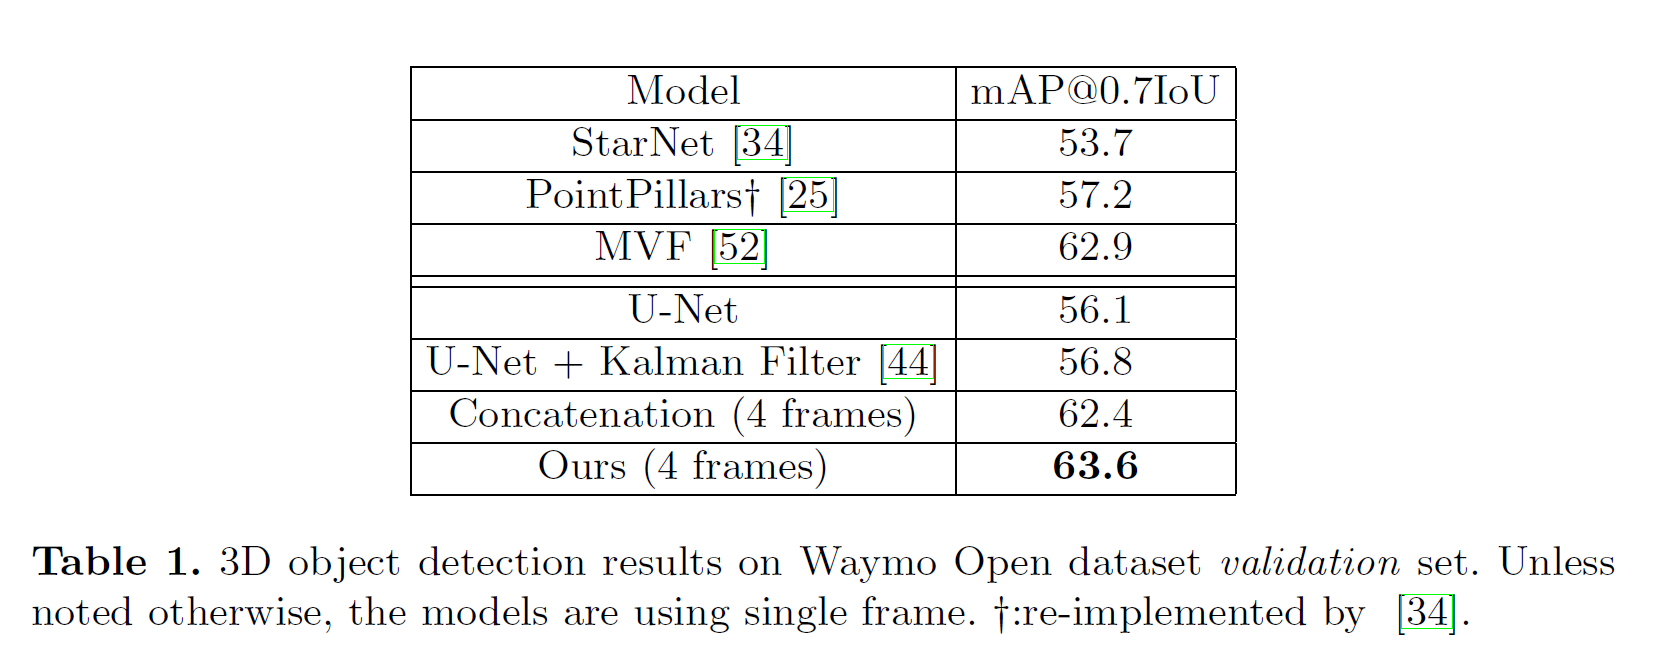 Model mAP@0.7IoU
StarNet [34] 53.7
PointPillars† [25] 57.2
MVF [52] 62.9
U-Net 56.1
U-Net + Kalman Filter [44] 56.8
Concatenation (4 frames) 62.4
Ours (4 frames) 63.6
Table 1. 3D object detection results on Waymo Open dataset validation set. Unless
noted otherwise, the models are using single frame. †:re-implemented by [34].